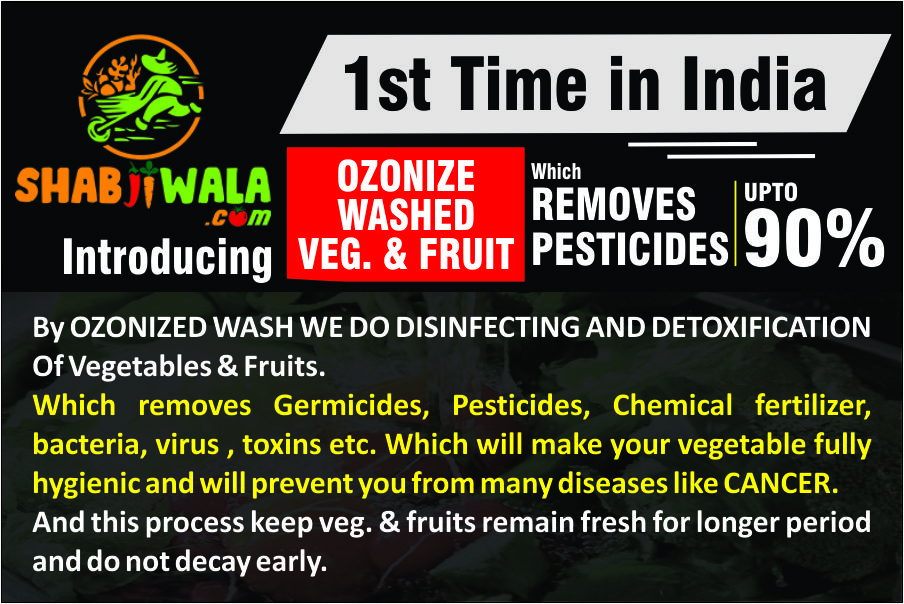 1st Time in India
SHABJIWALA
.com
Introducing
OZONIZE
WASHED
VEG. & FRUIT
Which
REMOVES
PESTICIDES
UPTO
90%
By OZONIZED WASH WE DO DISINFECTING AND DETOXIFICATION
Of Vegetables & Fruits.
Which removes Germicides, Pesticides, Chemical fertilizer,
bacteria, virus , toxins etc. Which will make your vegetable fully
hygienic and will prevent you from many diseases like CANCER.
And this process keep veg. & fruits remain fresh for longer period
and do not decay early.